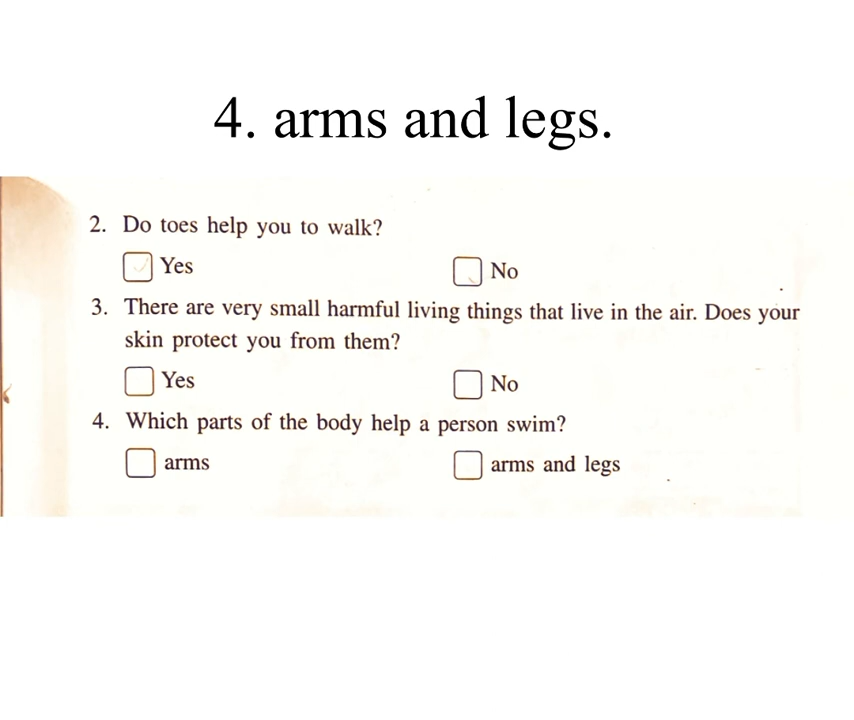 4. arms and legs.
2. Do toes help you to walk?
Yes No
3. There are very small harmful living things that live in the air. Does your
skin protect you from them?
Yes No
4. Which parts of the body help a person swim?
arms arms and legs